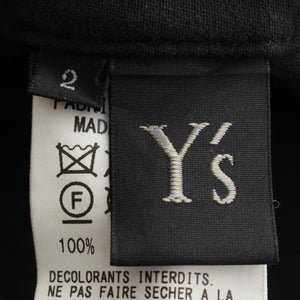 2
Y's
MAD
F
100%
DECOLORANTS INTERDITS.
NE PAS FAIRE SECHER A LA